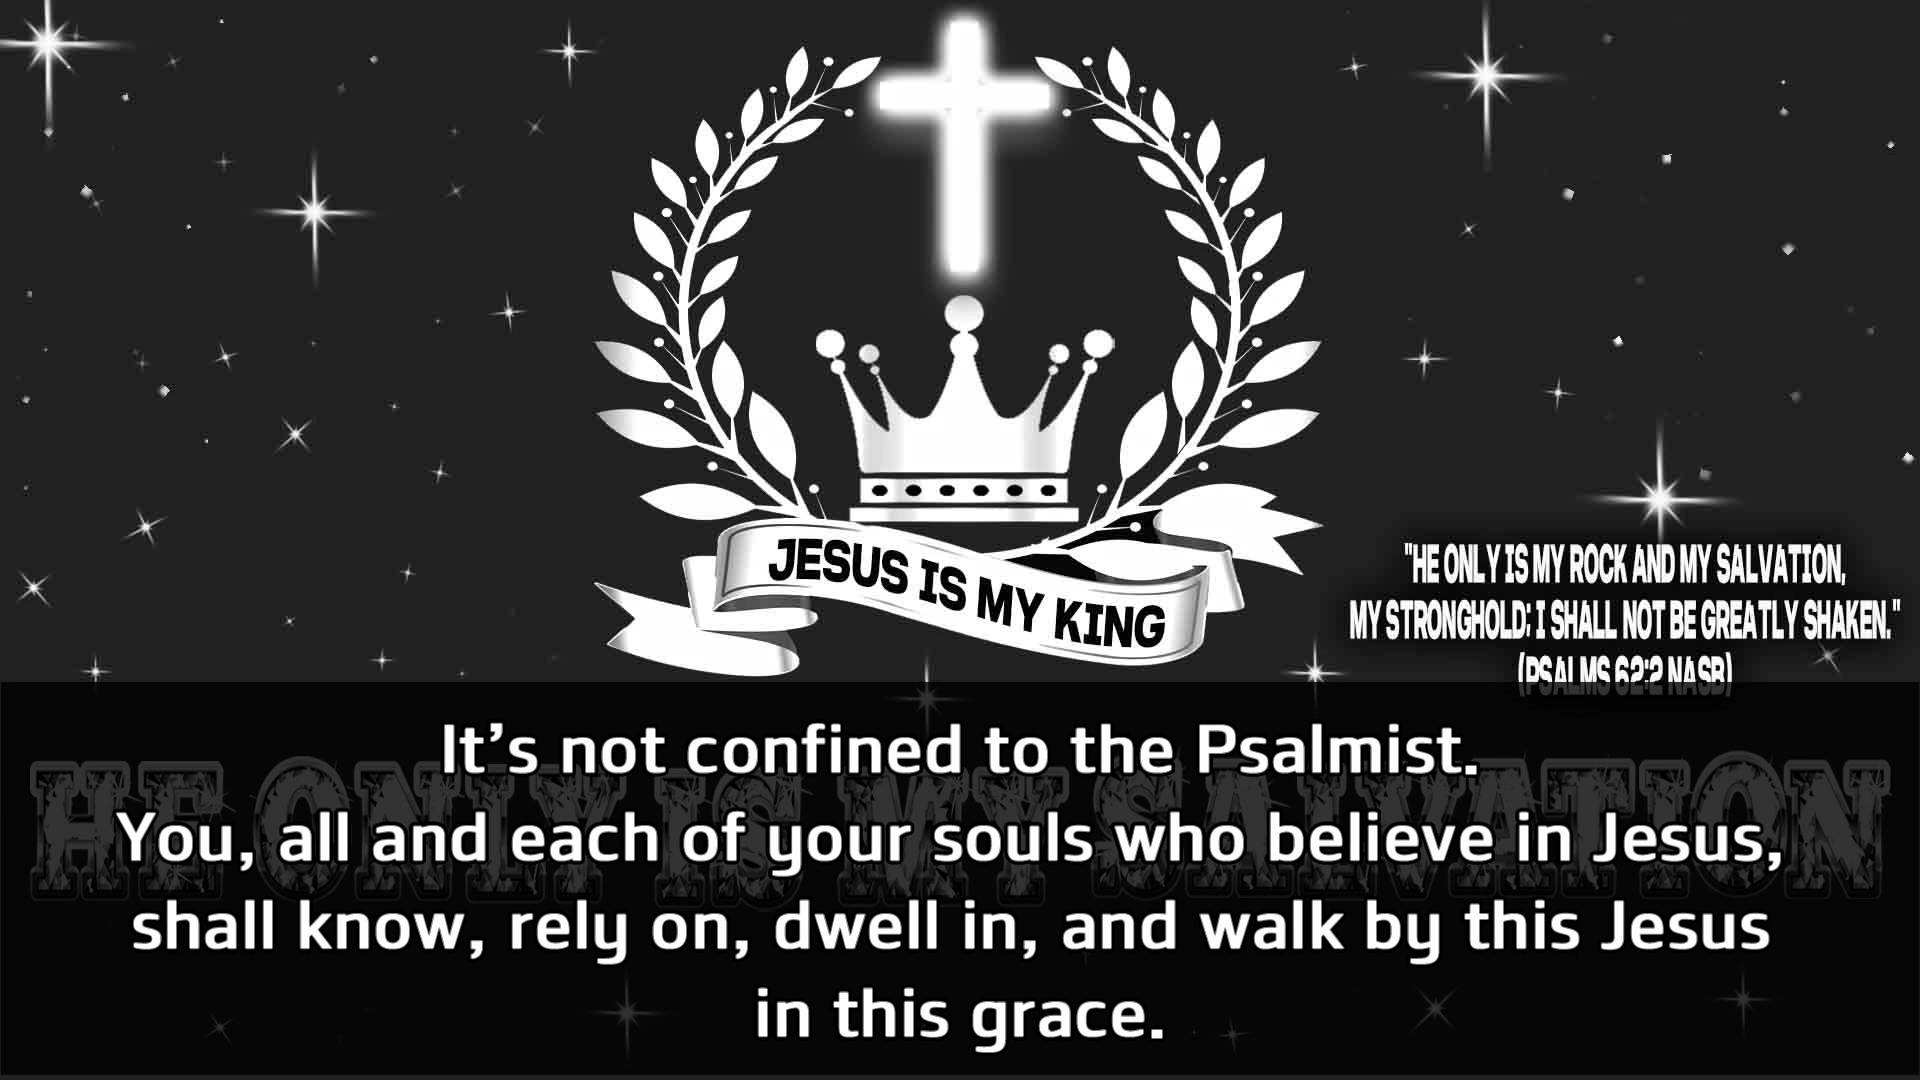 JESUS IS MY KING
"HE ONLY IS MY ROCK AND MY SALVATION,
MY STRONGHOLD; I SHALL NOT BE GREATLY SHAKEN."
(PSALMS 62:2 NASB)
HE ONLY IS MY SALVATION
It’s not confined to the Psalmist.
You, all and each of your souls who believe in Jesus,
shall know, rely on, dwell in, and walk by this Jesus
in this grace.